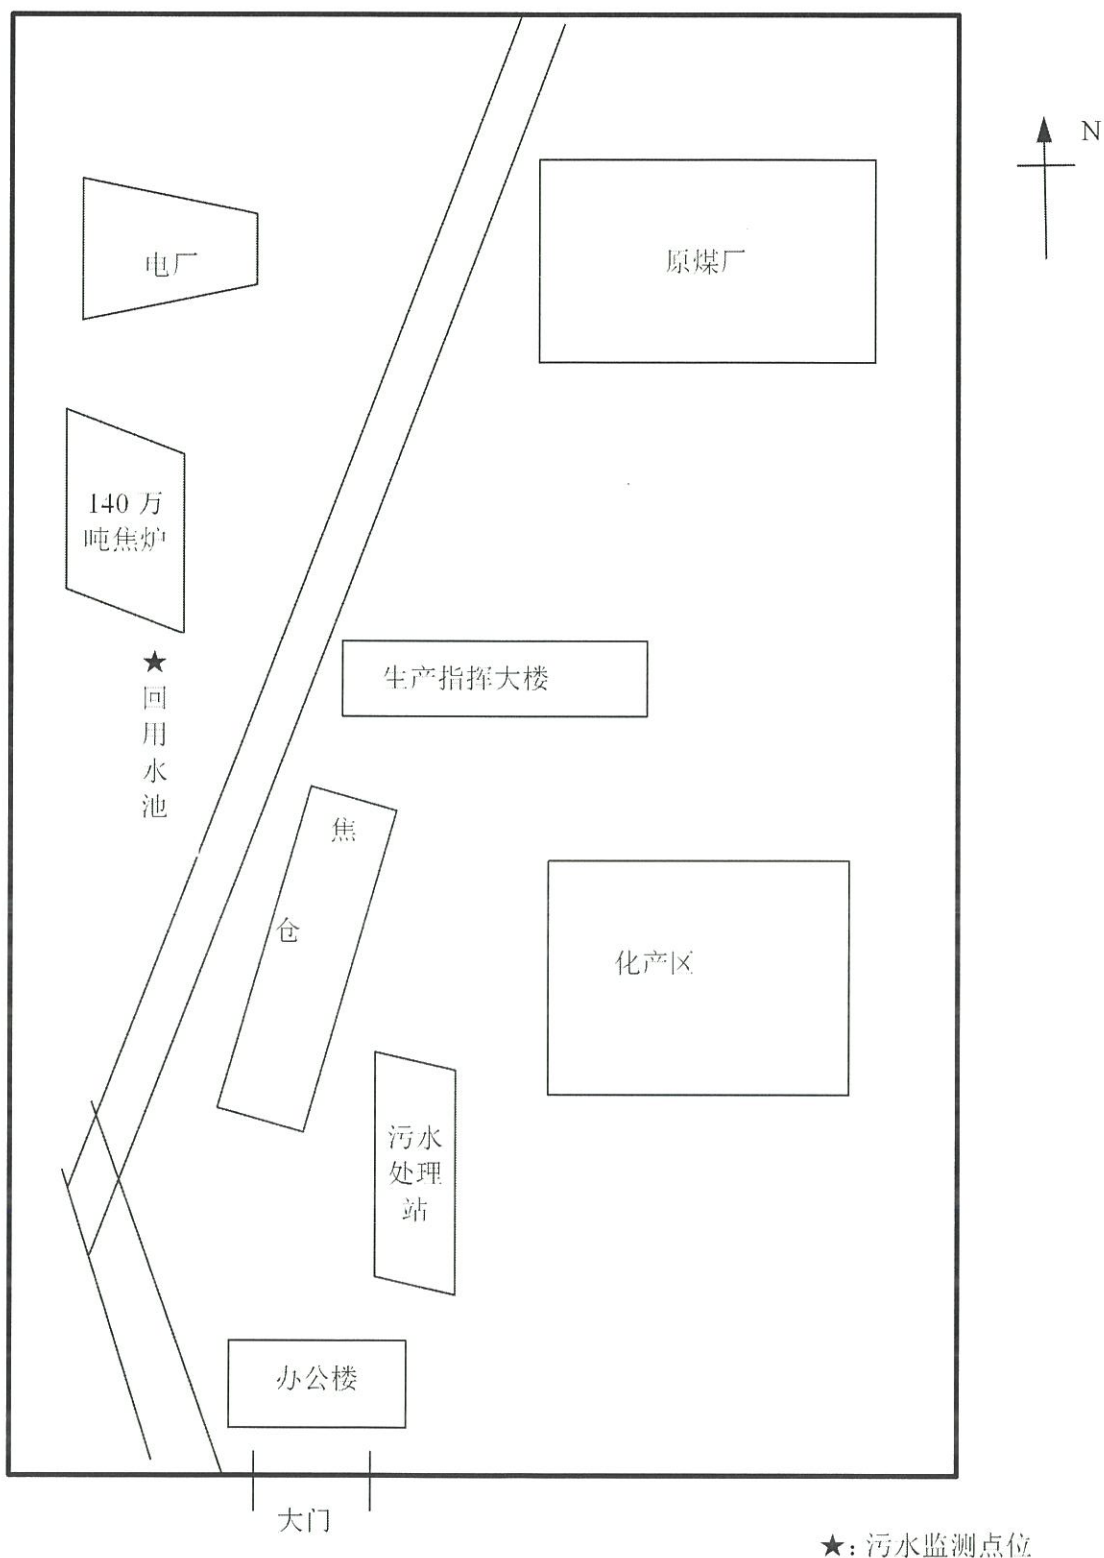 N
原煤厂
电厂
140 万
吨焦炉
生产指挥大楼
★
回
用
水
池
焦
仓
化产区
污水
处理
站
办公楼
大门
★: 污水监测点位